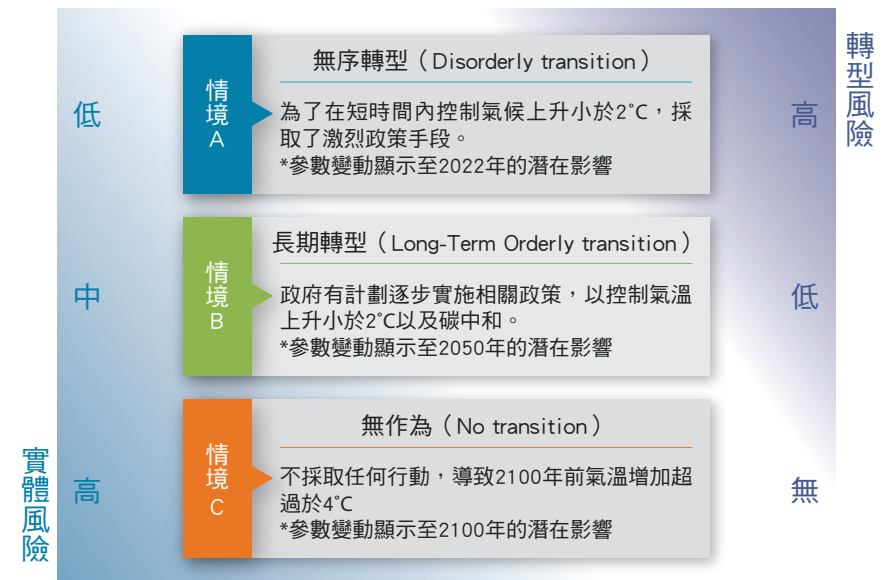 轉型風險
低
情境A
無序轉型（Disorderly transition）
為了在短時間內控制氣候上升小於2℃，採
取了激烈政策手段。
*參數變動顯示至2022年的潛在影響
高
中
情境B
長期轉型（Long-Term Orderly transition）
政府有計劃逐步實施相關政策，以控制氣溫
上升小於2℃以及碳中和。
*參數變動顯示至2050年的潛在影響
低
實體風險
高
情境C
無作為（No transition）
不採取任何行動，導致2100年前氣溫增加超
過於4℃
*參數變動顯示至2100年的潛在影響
無